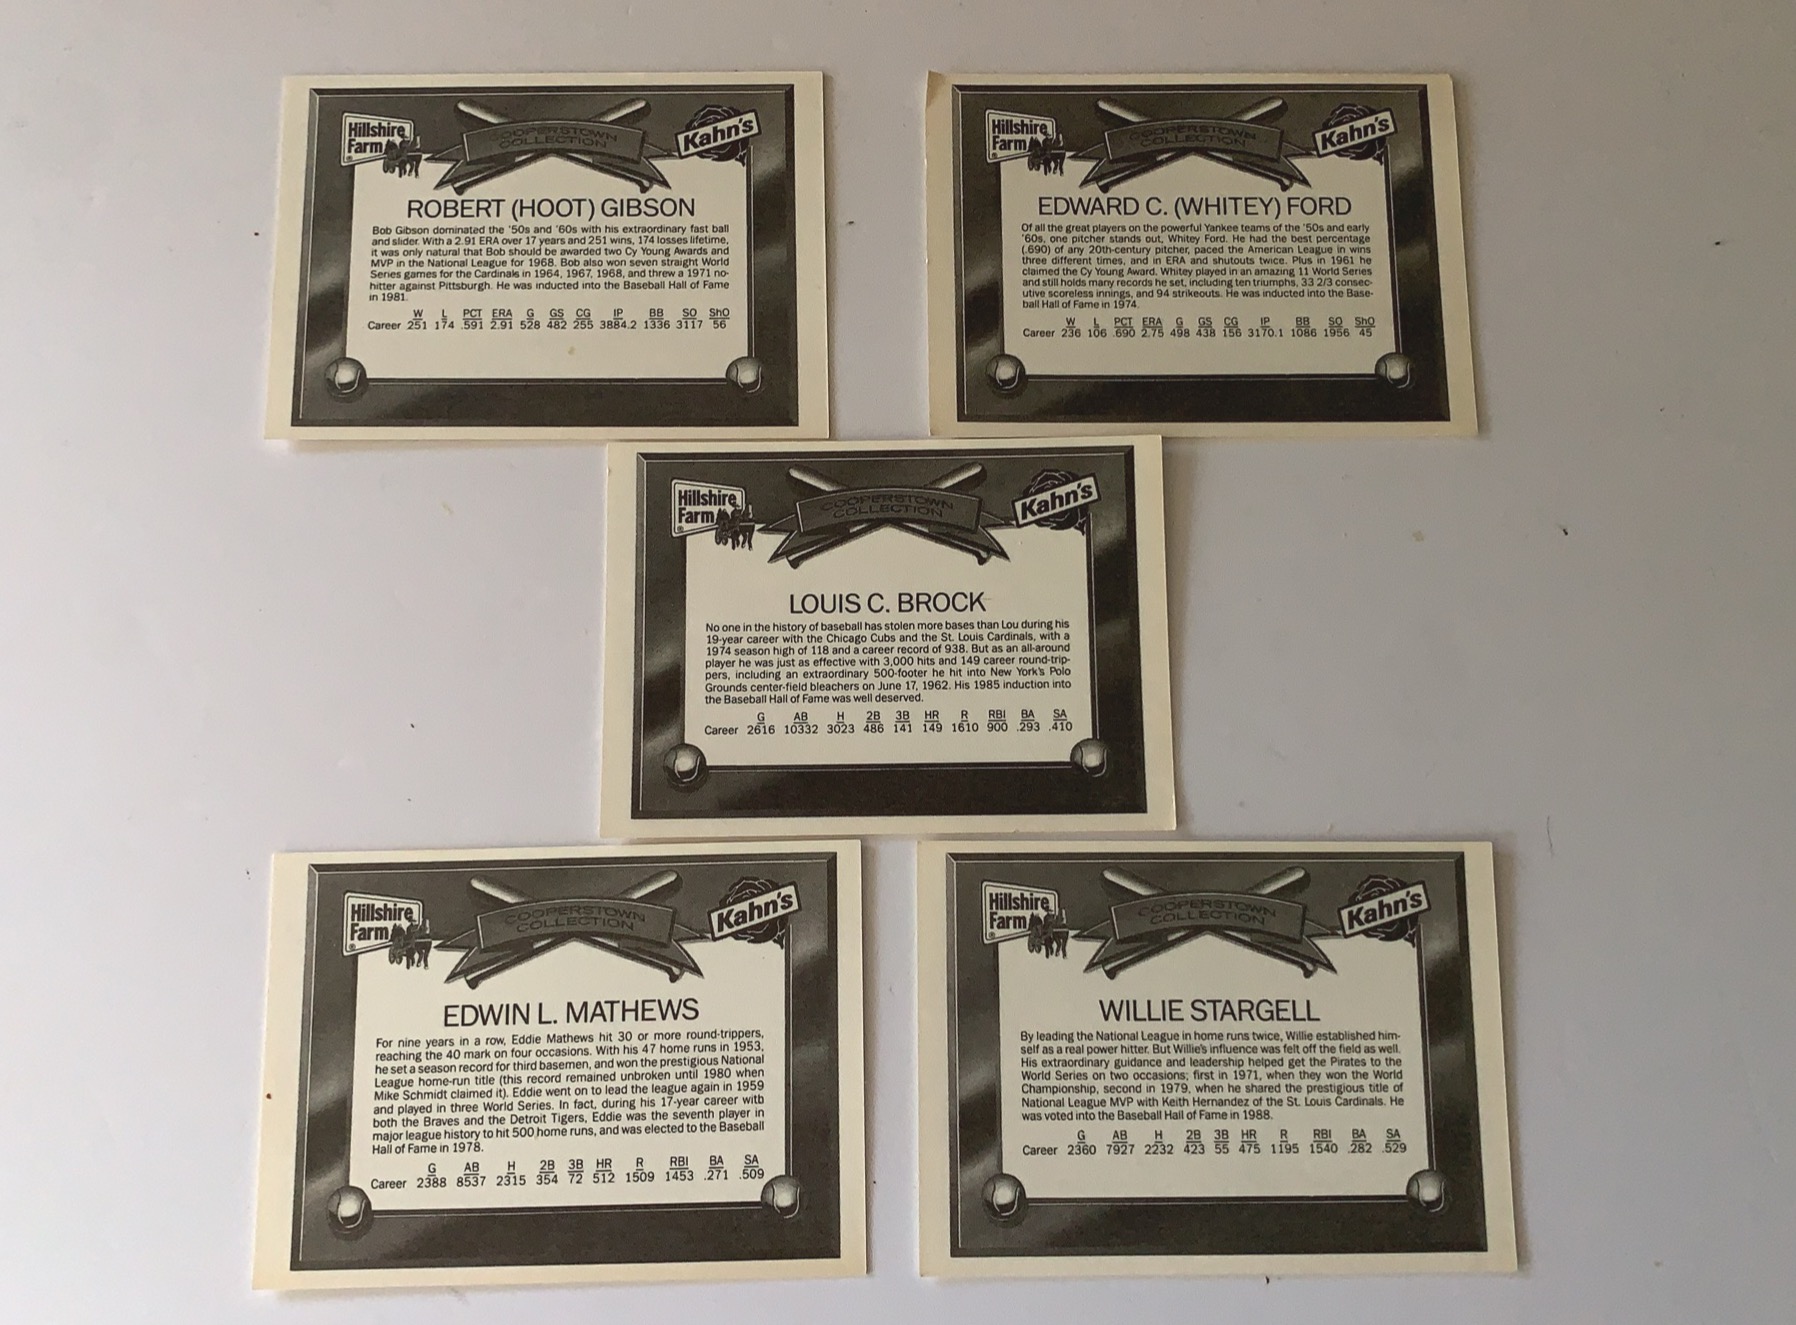 Hillshire
Farm
®
COOPERSTOWN
COLLECTION
Kahn's
ROBERT (HOOT) GIBSON
Bob Gibson dominated the '50s and '60s with his extraordinary fast ball
and slider. With a 2.91 ERA over 17 years and 251 wins, 174 losses lifetime,
it was only natural that Bob should be awarded two Cy Young Awards and
MVP in the National League for 1968. Bob also won seven straight World
Series games for the Cardinals in 1964, 1967, 1968, and threw a 1971 no-
hitter against Pittsburgh. He was inducted into the Baseball Hall of Fame
in 1981.
W L PCT ERA G GS CG IP BB SO ShO
Career 251 174 .591 2.91 528 482 255 3884.2 1336 3117 56
Hillshire
Farm
®
COOPERSTOWN
COLLECTION
Kahn's
EDWARD C. (WHITEY) FORD
Of all the great players on the powerful Yankee teams of the '50s and early
'60s, one pitcher stands out, Whitey Ford. He had the best percentage
(.690) of any 20th-century pitcher, paced the American League in wins
three different times, and in ERA and shutouts twice. Plus in 1961 he
claimed the Cy Young Award. Whitey played in an amazing 11 World Series
and still holds many records he set, including ten triumphs, 33 2/3 consec-
utive scoreless innings, and 94 strikeouts. He was inducted into the Base-
ball Hall of Fame in 1974.
W L PCT ERA G GS CG IP BB SO ShO
Career 236 106 .690 2.75 498 438 156 3170.1 1086 1956 45
Hillshire
Farm
®
COOPERSTOWN
COLLECTION
Kahn's
LOUIS C. BROCK
No one in the history of baseball has stolen more bases than Lou during his
19-year career with the Chicago Cubs and the St. Louis Cardinals, with a
1974 season high of 118 and a career record of 938. But as an all-around
player he was just as effective with 3,000 hits and 149 career round-trip-
pers, including an extraordinary 500-footer he hit into New York's Polo
Grounds center-field bleachers on June 17, 1962. His 1985 induction into
the Baseball Hall of Fame was well deserved.
G AB H 2B 3B HR R RBI BA SA
Career 2616 10332 3023 486 141 149 1610 900 .293 .410
Hillshire
Farm
®
COOPERSTOWN
COLLECTION
Kahn's
EDWIN L. MATHEWS
For nine years in a row, Eddie Mathews hit 30 or more round-trippers,
reaching the 40 mark on four occasions. With his 47 home runs in 1953,
he set a season record for third basemen, and won the prestigious National
League home-run title (this record remained unbroken until 1980 when
Mike Schmidt claimed it). Eddie went on to lead the league again in 1959
and played in three World Series. In fact, during his 17-year career with
both the Braves and the Detroit Tigers, Eddie was the seventh player in
major league history to hit 500 home runs, and was elected to the Baseball
Hall of Fame in 1978.
G AB H 2B 3B HR R RBI BA SA
Career 2388 8537 2315 354 72 512 1509 1453 .271 .509
Hillshire
Farm
®
COOPERSTOWN
COLLECTION
Kahn's
WILLIE STARGELL
By leading the National League in home runs twice, Willie established him-
self as a real power hitter. But Willie's influence was felt off the field as well.
His extraordinary guidance and leadership helped get the Pirates to the
World Series on two occasions; first in 1971, when they won the World
Championship, second in 1979, when he shared the prestigious title of
National League MVP with Keith Hernandez of the St. Louis Cardinals. He
was voted into the Baseball Hall of Fame in 1988.
G AB H 2B 3B HR R RBI BA SA
Career 2360 7927 2232 423 55 475 1195 1540 .282 .529